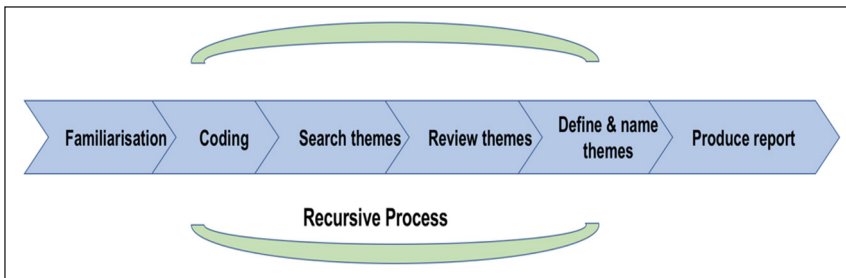 Familiarisation
Coding
Search themes
Review themes
Define & name
themes
Produce report
Recursive Process